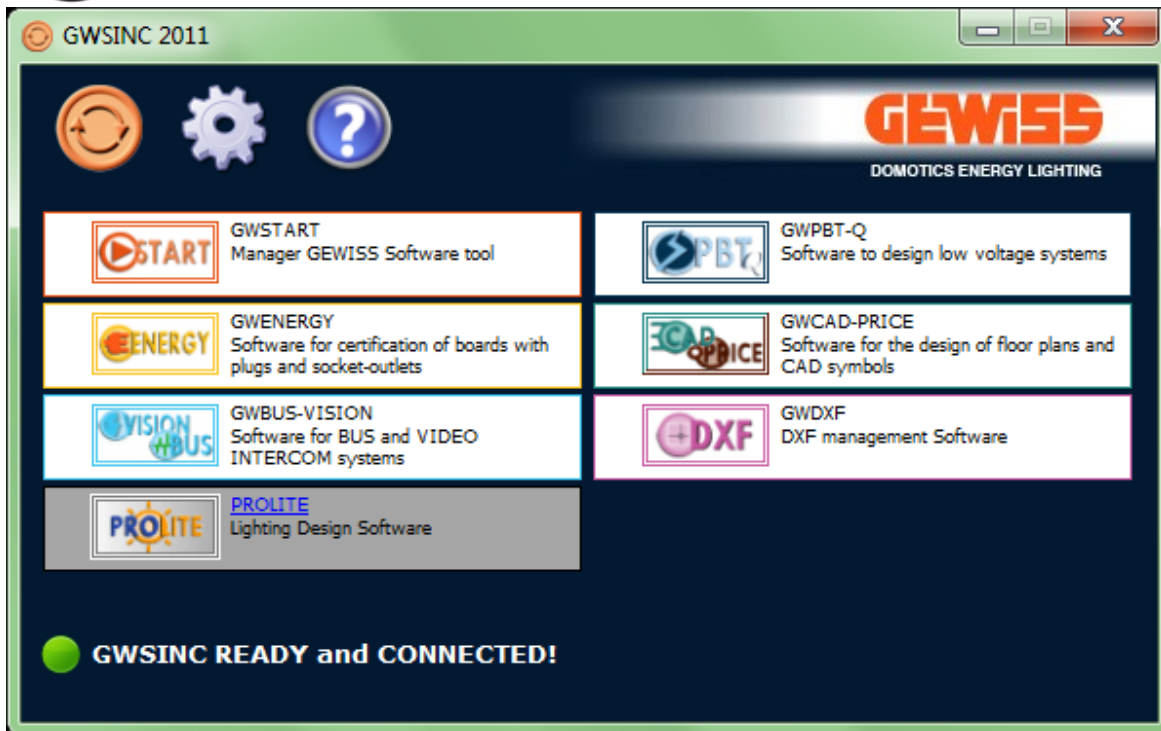 GWSINC 2011
GEWiSS
DOMOTICS ENERGY LIGHTING
START
GWSTART
Manager GEWISS Software tool
PBTQ
GWPBT-Q
Software to design low voltage systems
ENERGY
GWENERGY
Software for certification of boards with
plugs and socket-outlets
CAD
PRICE
GWCAD-PRICE
Software for the design of floor plans and
CAD symbols
VISION
BUS
GWBUS-VISION
Software for BUS and VIDEO
INTERCOM systems
DXF
GWDXF
DXF management Software
PROLITE
PROLITE
Lighting Design Software
GWSINC READY and CONNECTED!